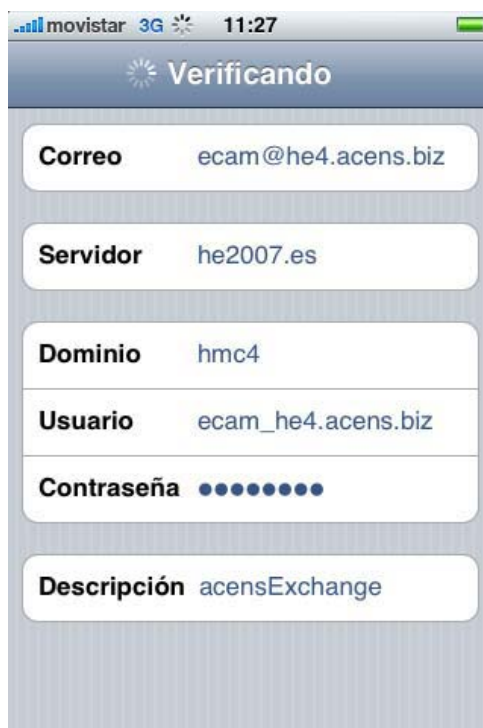 movistar 3G 11:27
Verificando
Correo ecam@he4.acens.biz
Servidor he2007.es
Dominio hmc4
Usuario ecam_he4.acens.biz
Contraseña ●●●●●●●●
Descripción acensExchange